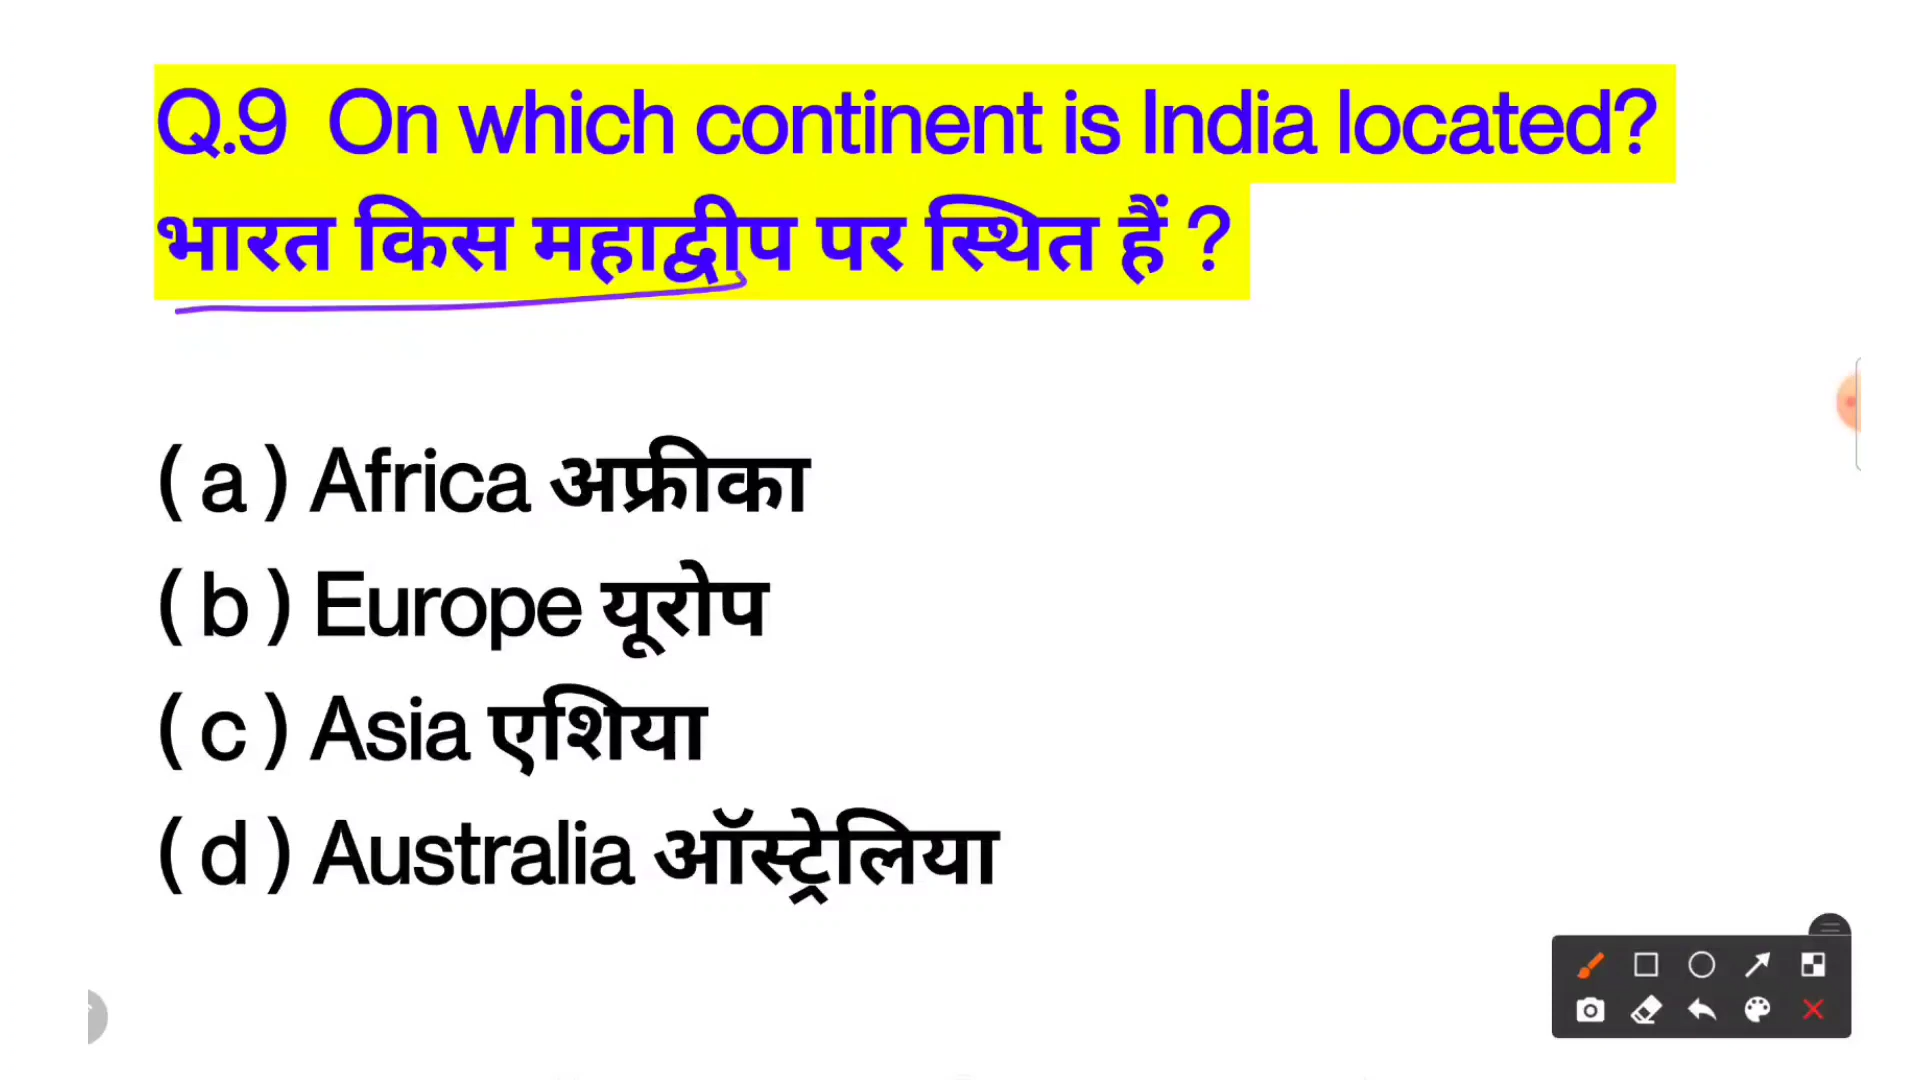 Q.9 On which continent is India located?
भारत किस महाद्वीप पर स्थित हैं ?
( a ) Africa अफ्रीका
( b ) Europe यूरोप
( c ) Asia एशिया
( d ) Australia ऑस्ट्रेलिया